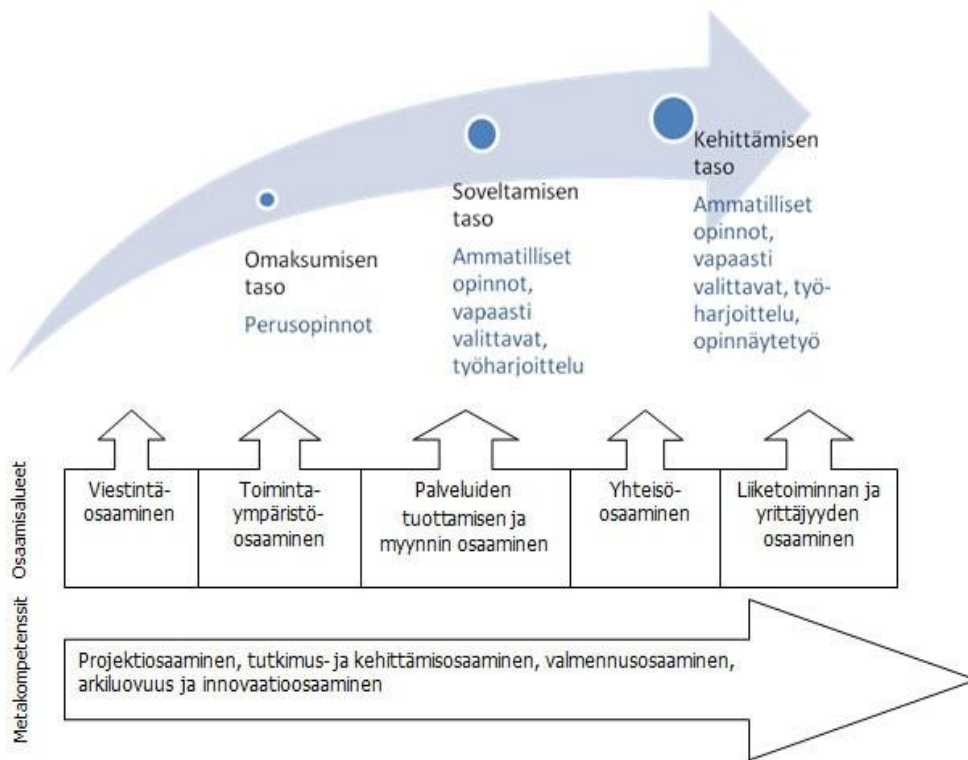 Omaksumisen
taso
Perusopinnot
Soveltamisen
taso
Ammatilliset
opinnot,
vapaasti
valittavat,
työharjoittelu
Kehittämisen
taso
Ammatilliset
opinnot,
vapaasti
valittavat, työ-
harjoittelu,
opinnäytetyö
Osaamisalueet
Viestintä-
osaaminen
Toiminta-
ympäristö-
osaaminen
Palveluiden
tuottamisen ja
myynnin osaaminen
Yhteisö-
osaaminen
Liiketoiminnan ja
yrittäjyyden
osaaminen
Metakompetenssit
Projektiosaaminen, tutkimus- ja kehittämisosaaminen, valmennusosaaminen,
arkiluovuus ja innovaatioosaaminen